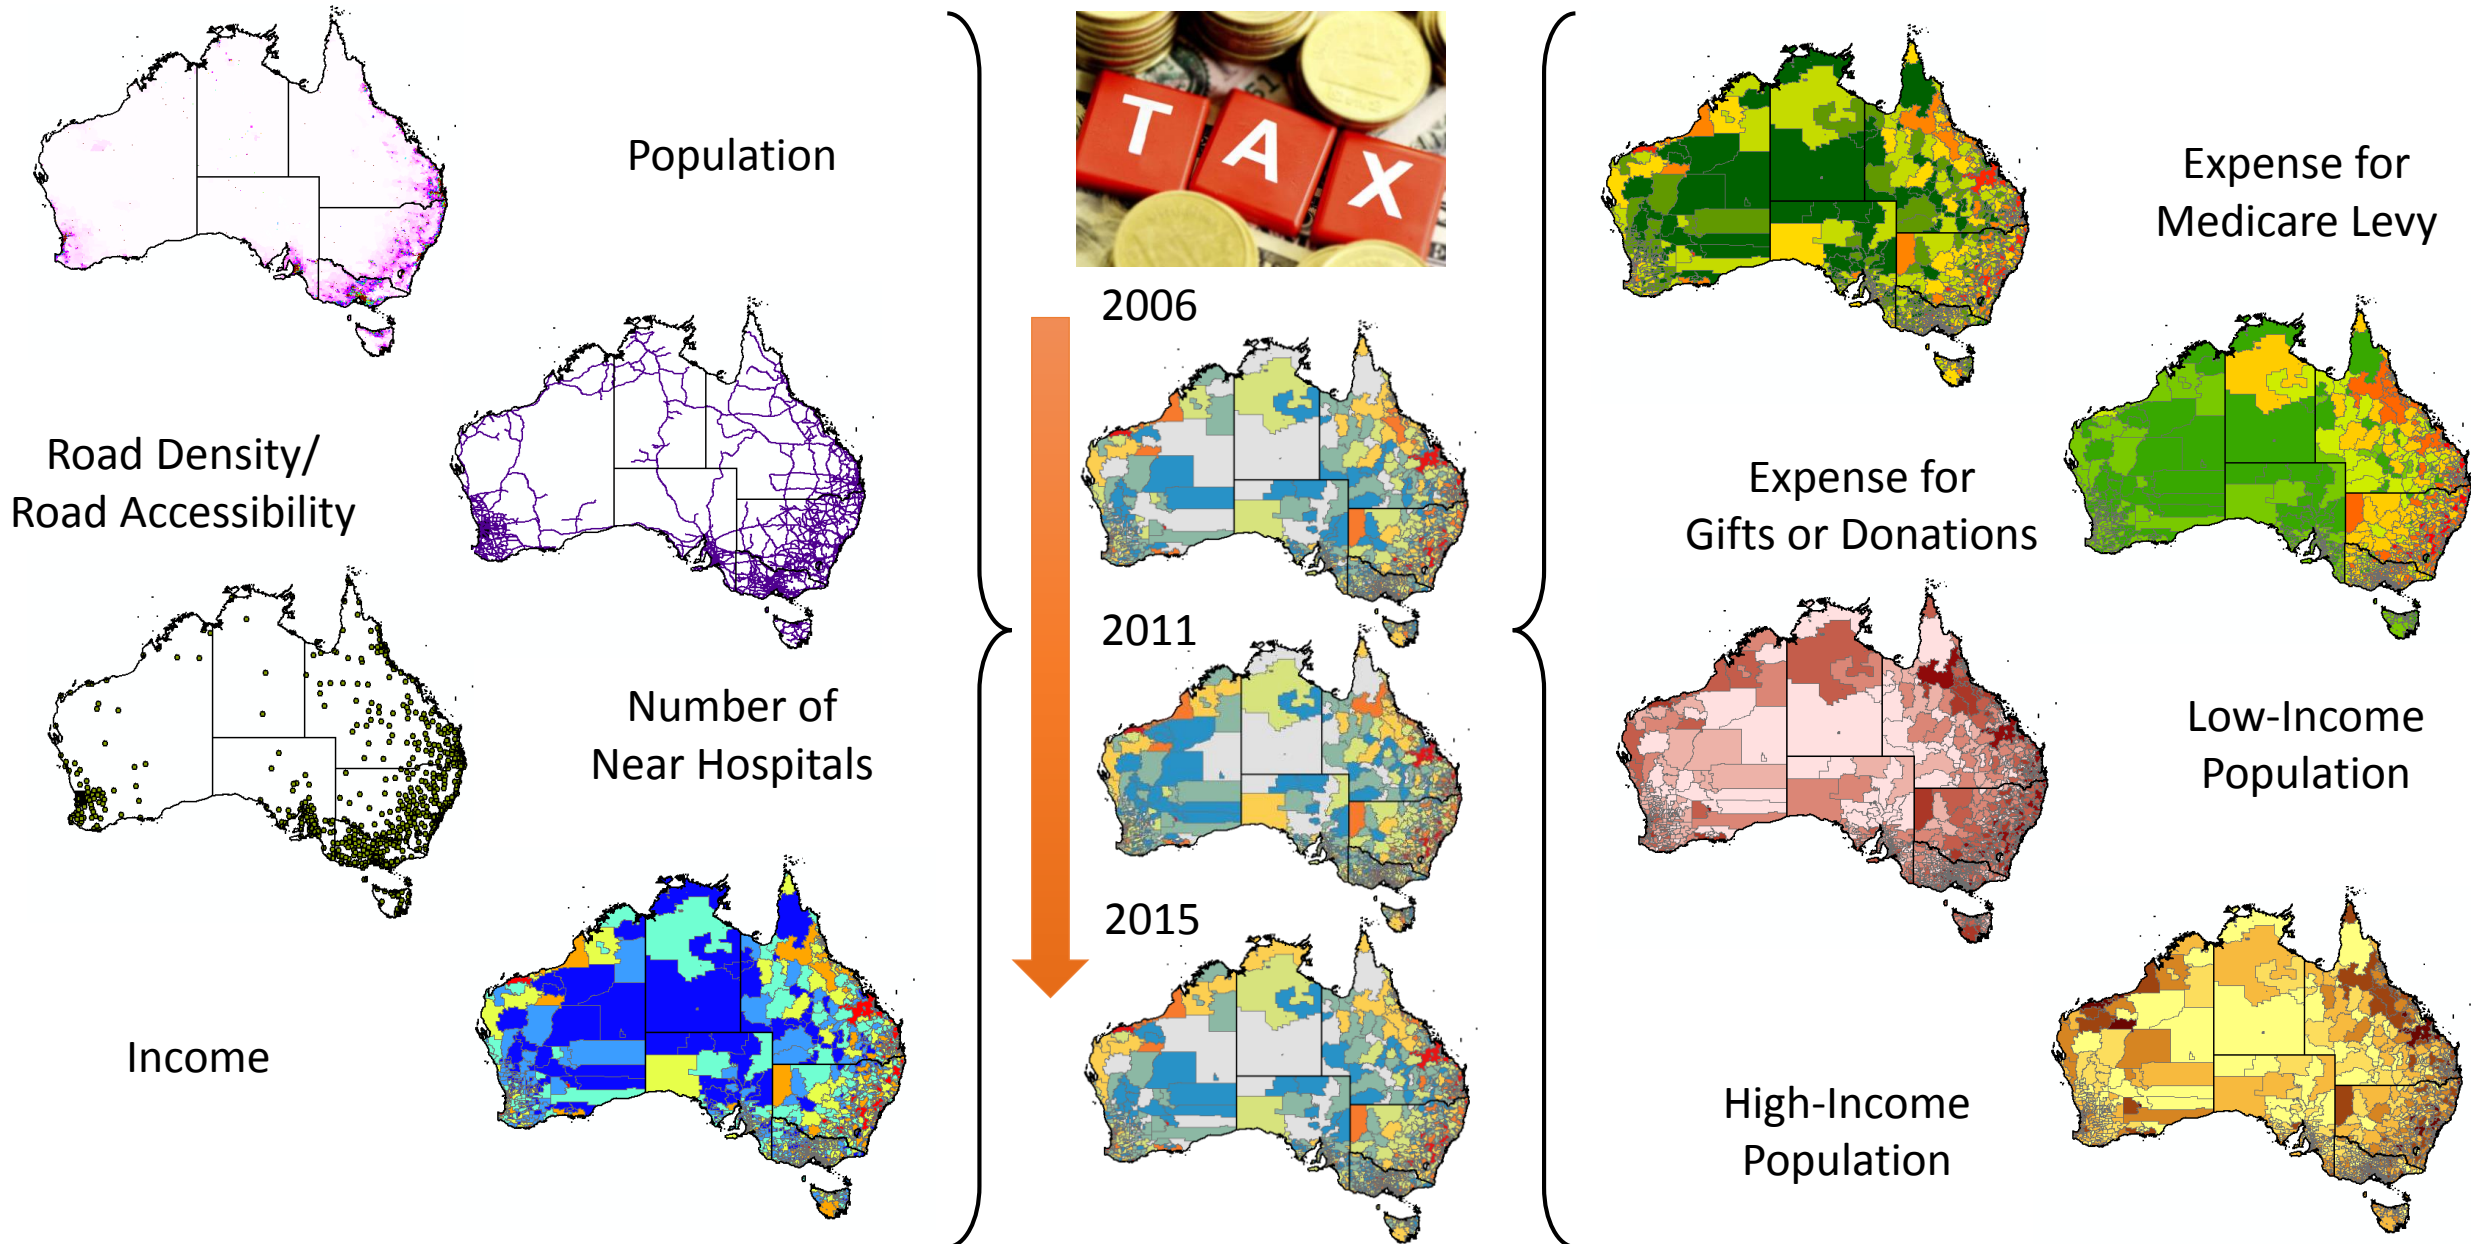 Population
Road Density/
Road Accessibility
Number of
Near Hospitals
Income
TAX
2006
2011
2015
Expense for
Medicare Levy
Expense for
Gifts or Donations
Low-Income
Population
High-Income
Population